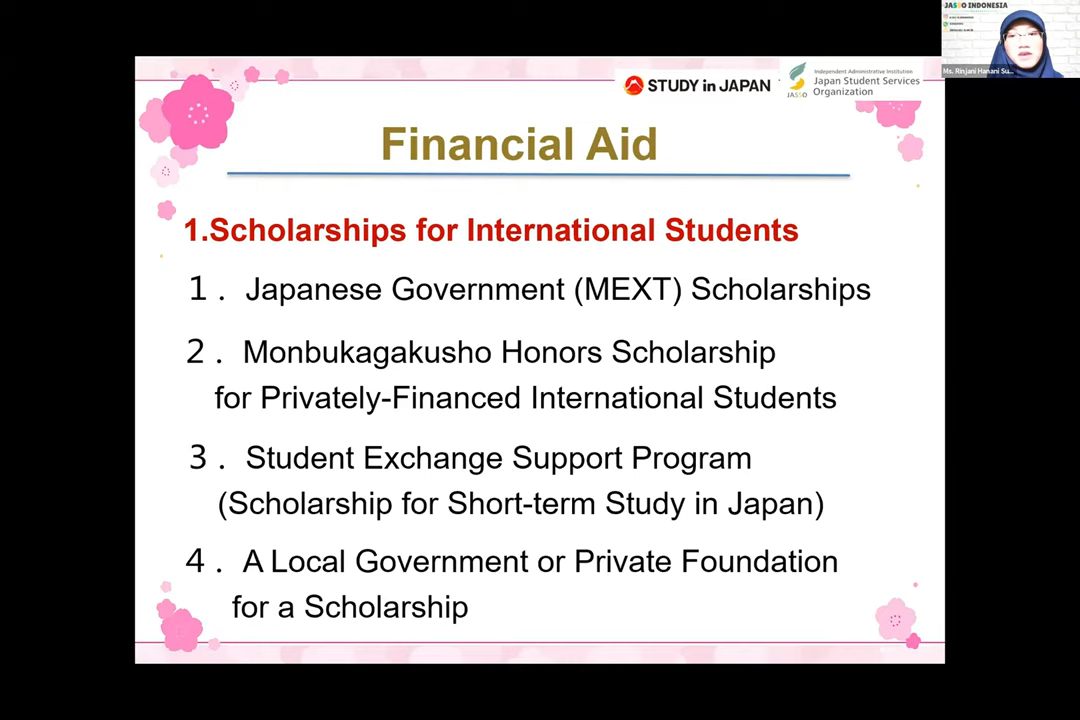 JASSO INDONESIA
Ms. Rinjani Hanani Su...
STUDY in JAPAN
JASSO
Independent Administrative Institution
Japan Student Services
Organization
Financial Aid
1.Scholarships for International Students
1. Japanese Government (MEXT) Scholarships
2. Monbukagakusho Honors Scholarship
for Privately-Financed International Students
3. Student Exchange Support Program
(Scholarship for Short-term Study in Japan)
4. A Local Government or Private Foundation
for a Scholarship